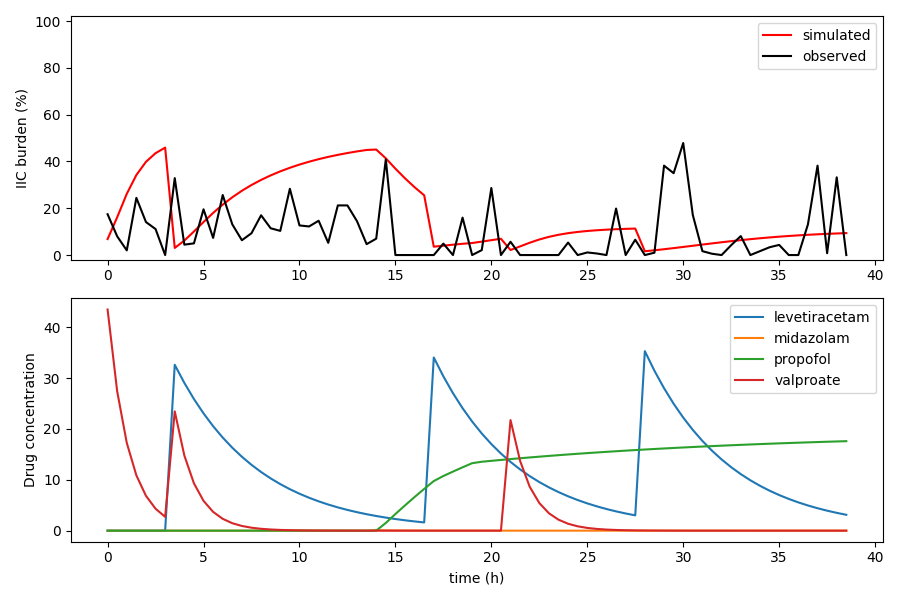 100
80
60
40
20
0
IIC burden (%)
simulated
observed
0 5 10 15 20 25 30 35 40
40
30
20
10
0
Drug concentration
levetiracetam
midazolam
propofol
valproate
0 5 10 15 20 25 30 35 40
time (h)